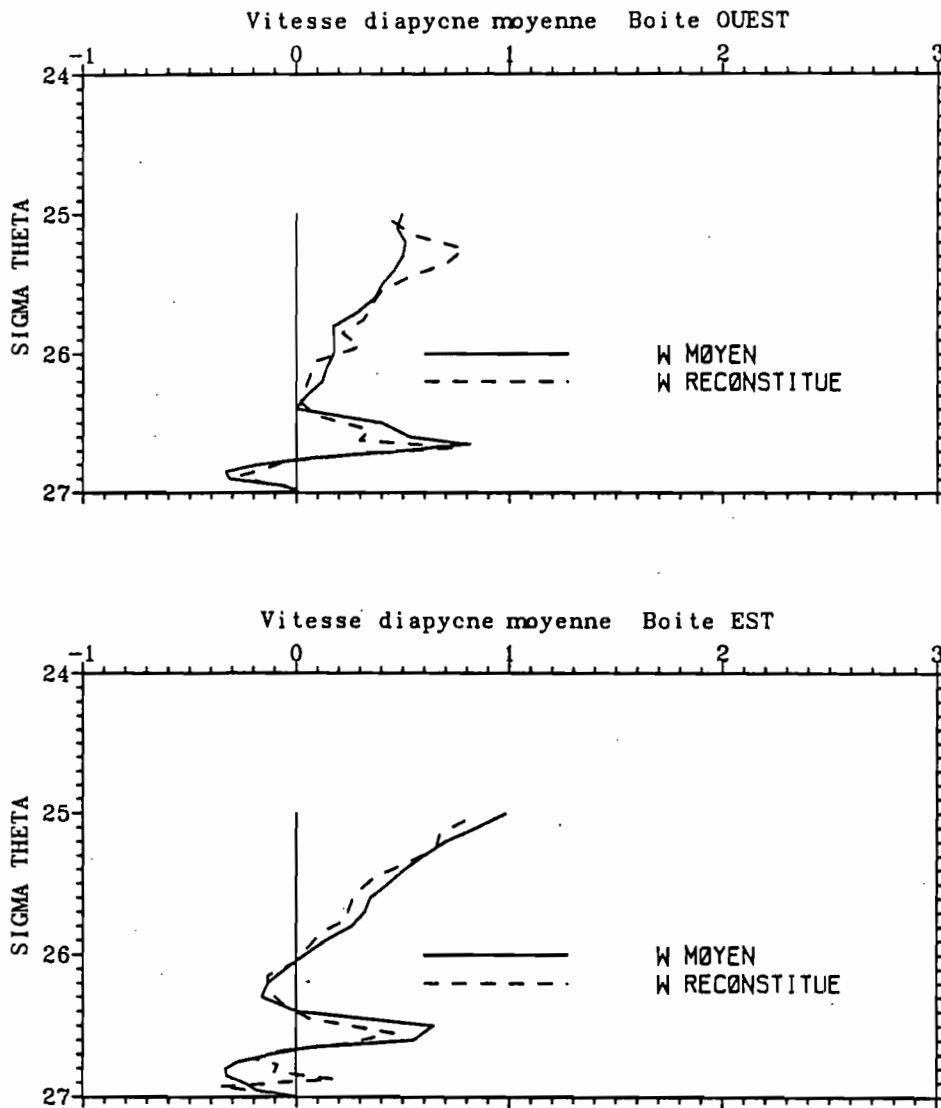 Vitesse diapycne moyenne Boite OUEST
-1 0 1 2 3
24
25
26
27
SIGMA THETA
W MØYEN
W RECØNSTITUE
Vitesse diapycne moyenne Boite EST
-1 0 1 2 3
24
25
26
27
SIGMA THETA
W MØYEN
W RECØNSTITUE